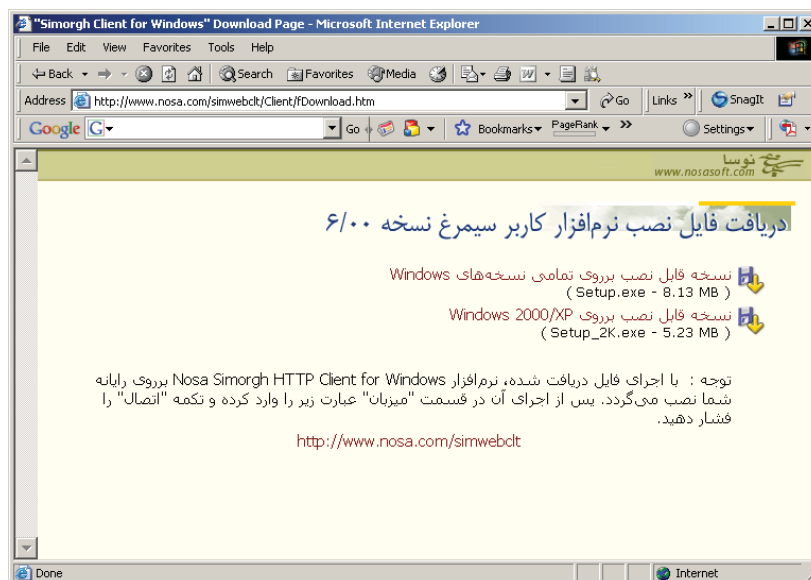 "Simorgh Client for Windows" Download Page - Microsoft Internet Explorer
File Edit View Favorites Tools Help
Back Search Favorites Media
Address http://www.nosa.com/simwebclt/Client/fDownload.htm Go Links » SnagIt
Google G Go Bookmarks PageRank » Settings
نوسا
www.nosasoft.com
دریافت فایل نصب نرم‌افزار کاربر سیمرغ نسخه ۶/۰۰
نسخه قابل نصب برروی تمامی نسخه‌های Windows
( Setup.exe - 8.13 MB )
نسخه قابل نصب برروی Windows 2000/XP
( Setup_2K.exe - 5.23 MB )
توجه : با اجرای فایل دریافت شده، نرم‌افزار Nosa Simorgh HTTP Client for Windows برروی رایانه
شما نصب می‌گردد. پس از اجرای آن در قسمت "میزبان" عبارت زیر را وارد کرده و تکمه "اتصال" را
فشار دهید.
http://www.nosa.com/simwebclt
Done Internet